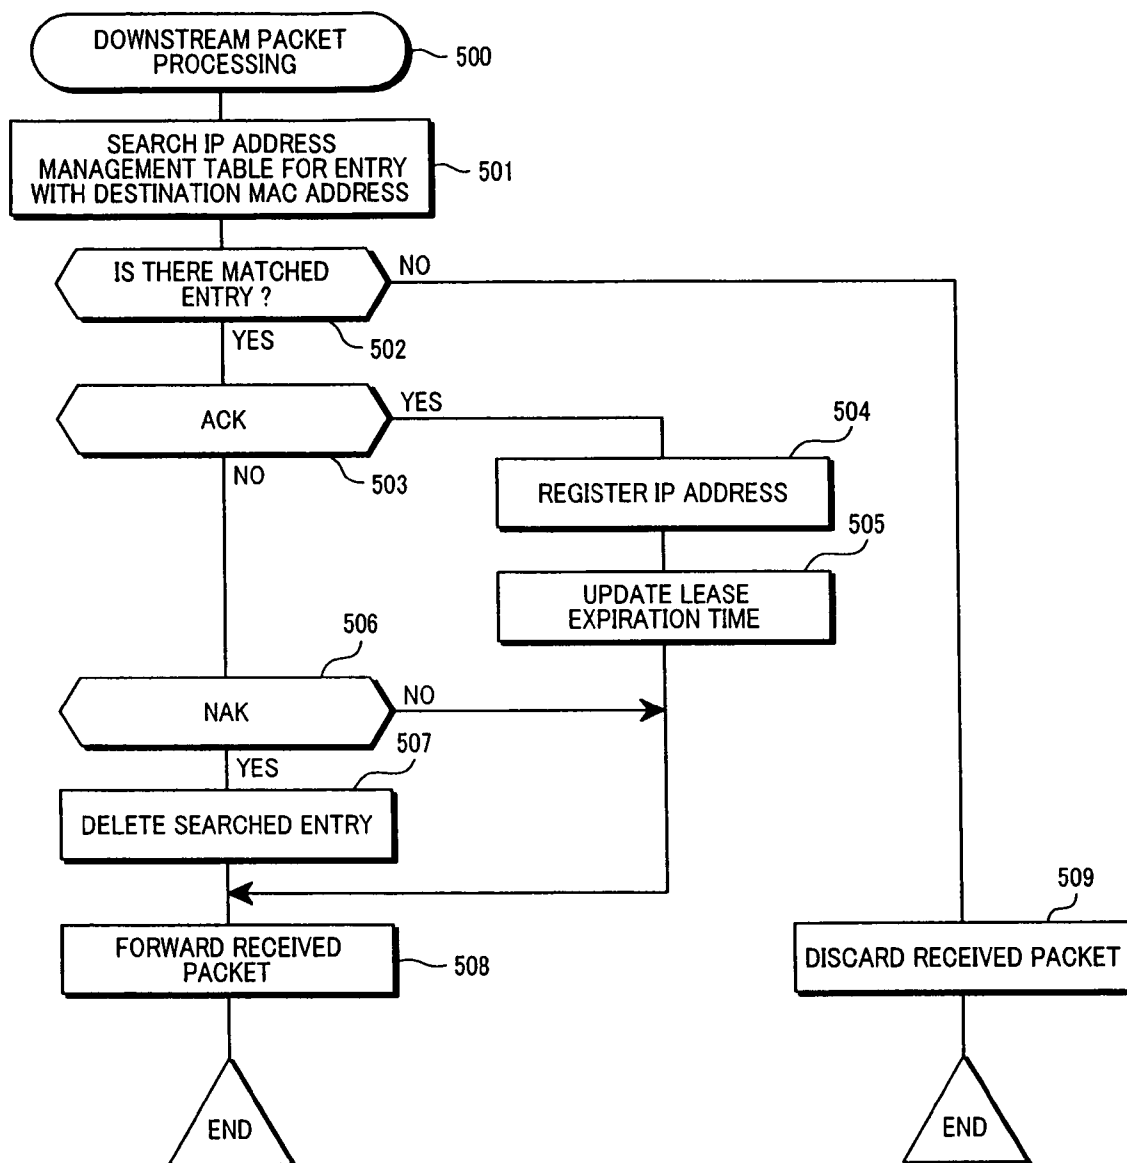 DOWNSTREAM PACKET
PROCESSING
500
SEARCH IP ADDRESS
MANAGEMENT TABLE FOR ENTRY
WITH DESTINATION MAC ADDRESS
501
IS THERE MATCHED
ENTRY ?
NO
YES
502
ACK
YES
NO
503
504
REGISTER IP ADDRESS
505
UPDATE LEASE
EXPIRATION TIME
506
NAK
NO
YES
507
DELETE SEARCHED ENTRY
FORWARD RECEIVED
PACKET
508
509
DISCARD RECEIVED PACKET
END
END